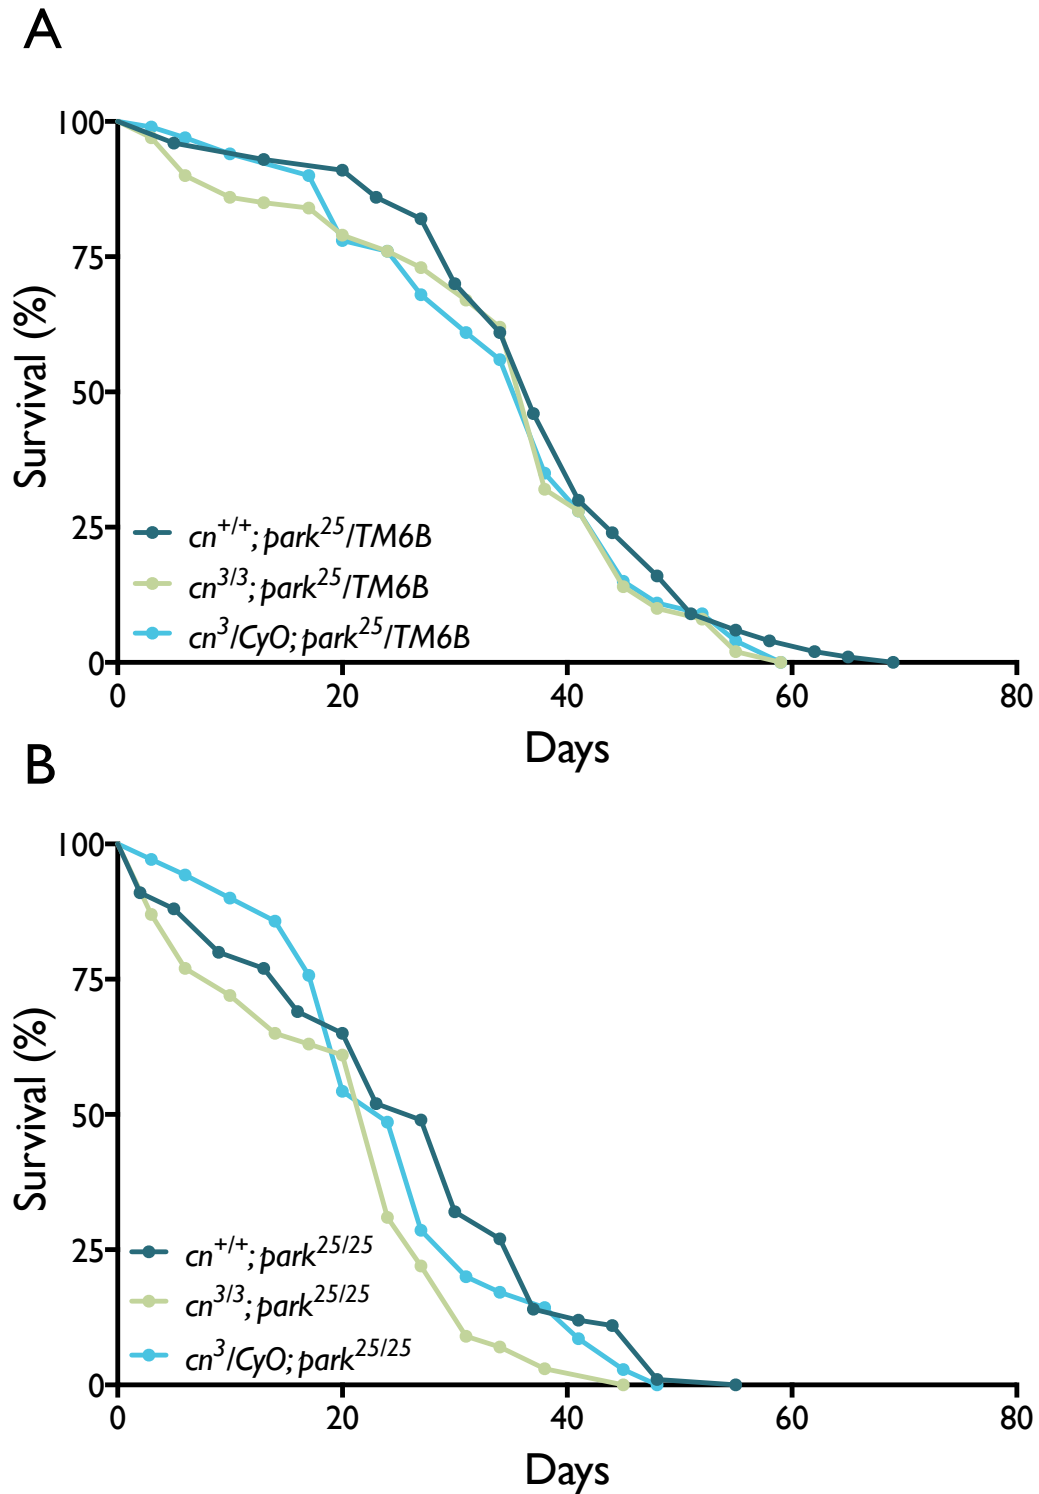 A
100
75
50
25
0
Survival (%)
cn+/+; park25/TM6B
cn3/3; park25/TM6B
cn3/CyO; park25/TM6B
0 20 40 60 80
Days
B
100
75
50
25
0
Survival (%)
cn+/+; park25/25
cn3/3; park25/25
cn3/CyO; park25/25
0 20 40 60 80
Days